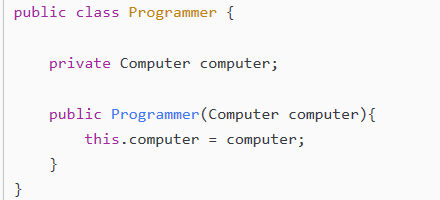 public class Programmer {
private Computer computer;
public Programmer(Computer computer){
this.computer = computer;
}
}